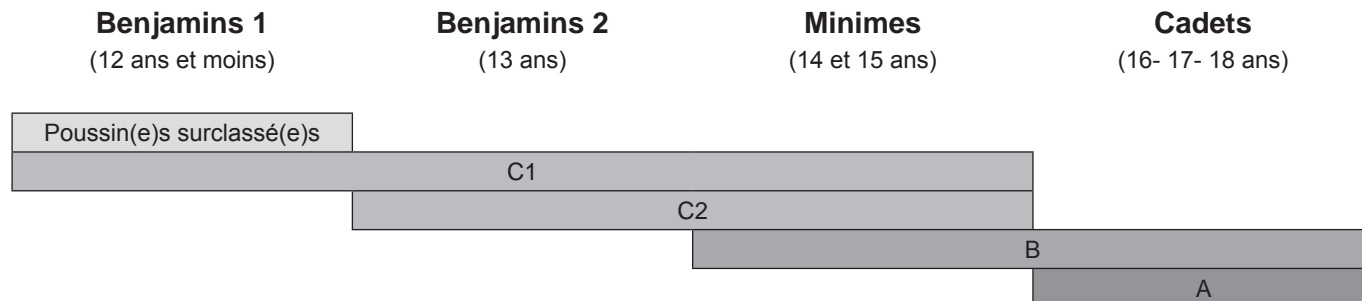 Benjamins 1
(12 ans et moins)
Benjamins 2
(13 ans)
Minimes
(14 et 15 ans)
Cadets
(16- 17- 18 ans)
Poussin(e)s surclassé(e)s
C1
C2
B
A